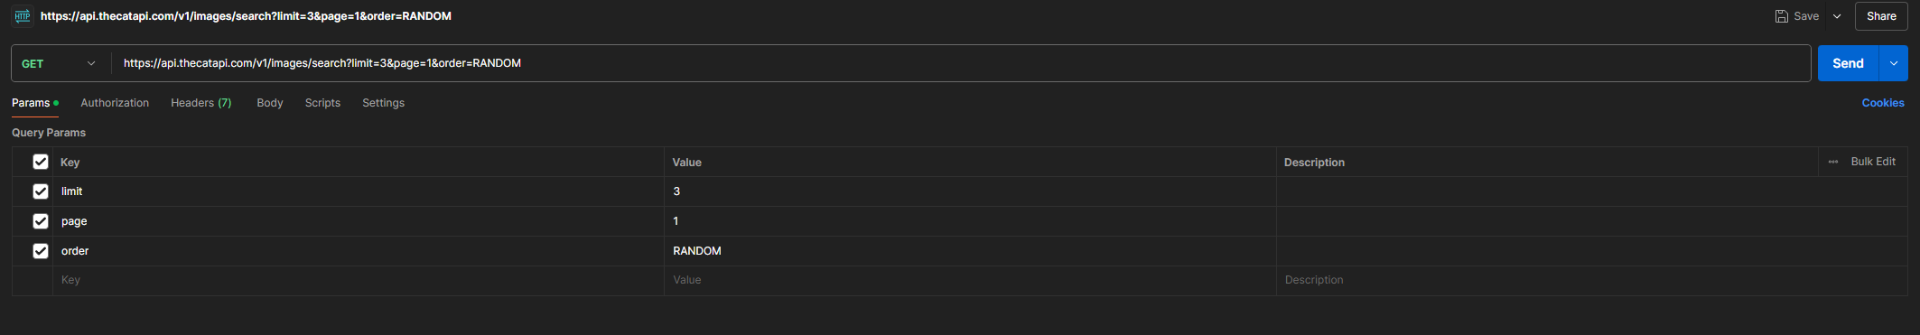 HTTP https://api.thecatapi.com/v1/images/search?limit=3&page=1&order=RANDOM Save Share
GET https://api.thecatapi.com/v1/images/search?limit=3&page=1&order=RANDOM Send
Params Authorization Headers (7) Body Scripts Settings Cookies
Query Params
Key Value Description ••• Bulk Edit
limit 3
page 1
order RANDOM
Key Value Description